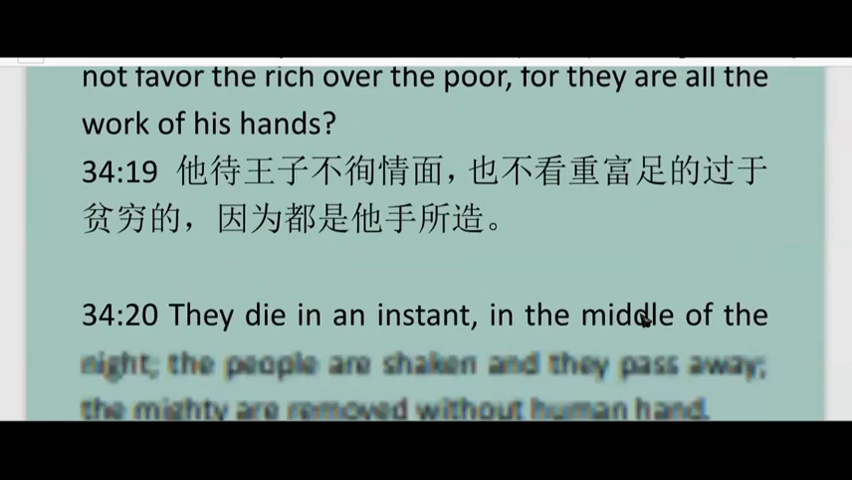 not favor the rich over the poor, for they are all the
work of his hands?
34:19 他待王子不徇情面，也不看重富足的过于
贫穷的，因为都是他手所造。
34:20 They die in an instant, in the middle of the
night; the people are shaken and they pass away;
the mighty are removed without human hand.